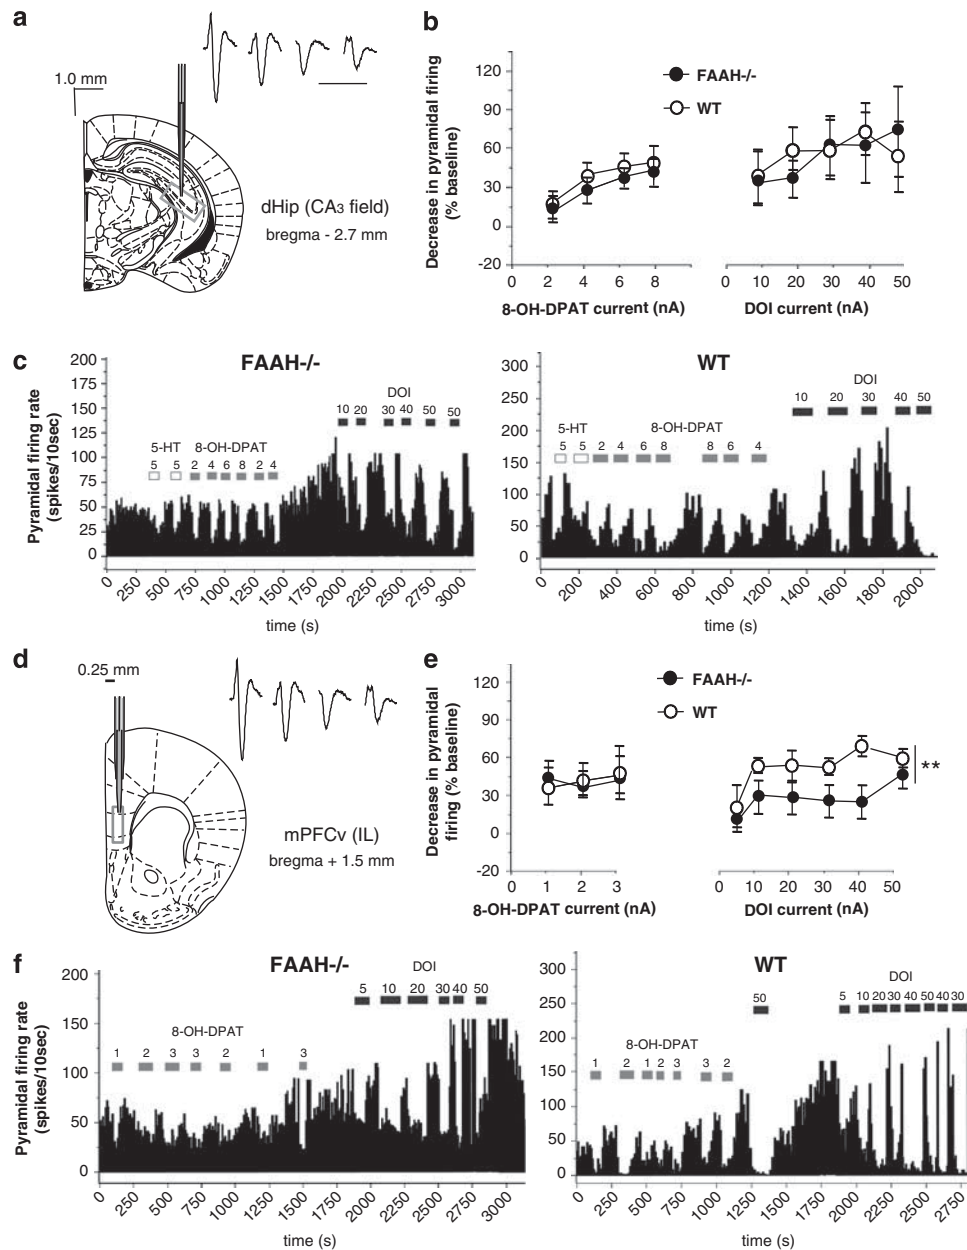 a
1.0 mm
dHip (CA3 field)
bregma - 2.7 mm
b
Decrease in pyramidal firing
(% baseline)
120
90
60
30
0
-20
FAAH-/-
WT
0 2 4 6 8
8-OH-DPAT current (nA)
0 10 20 30 40 50
DOI current (nA)
c
FAAH-/-
Pyramidal firing rate
(spikes/10sec)
200
175
150
125
100
75
50
25
0
DOI
10 20 30 40 50 50
5-HT 8-OH-DPAT
5 5 2 4 6 8 2 4
0 250 500 750 1000 1250 1500 1750 2000 2250 2500 2750 3000
time (s)
WT
300
250
200
150
100
50
0
DOI
10 20 30 40 50
5-HT 8-OH-DPAT
5 5 2 4 6 8 8 6 4
0 200 400 600 800 1000 1200 1400 1600 1800 2000
time (s)
d
0.25 mm
mPFCv (IL)
bregma + 1.5 mm
e
Decrease in pyramidal
firing (% baseline)
120
90
60
30
0
-20
FAAH-/-
WT
**
0 1 2 3
8-OH-DPAT current (nA)
0 10 20 30 40 50
DOI current (nA)
f
FAAH-/-
Pyramidal firing rate
(spikes/10sec)
200
150
100
50
0
DOI
5 10 20 30 40 50
8-OH-DPAT
1 2 3 3 2 1 3
0 250 500 750 1000 1250 1500 1750 2000 2250 2500 2750 3000
time (s)
WT
300
250
200
150
100
50
0
DOI
50 5 10 20 30 40 50 40 30
8-OH-DPAT
1 2 1 2 3 3 2
0 250 500 750 1000 1250 1500 1750 2000 2250 2500 2750
time (s)